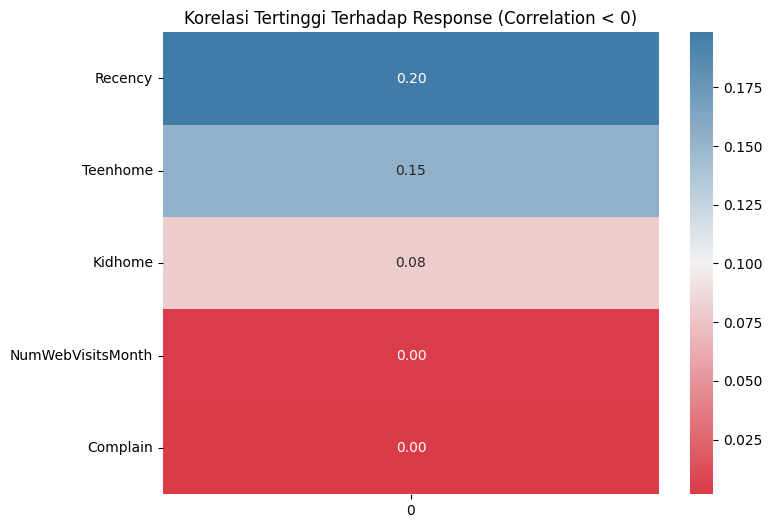 Korelasi Tertinggi Terhadap Response (Correlation < 0)
Recency
0.20
Teenhome
0.15
Kidhome
0.08
NumWebVisitsMonth
0.00
Complain
0.00
0
0.175
0.150
0.125
0.100
0.075
0.050
0.025